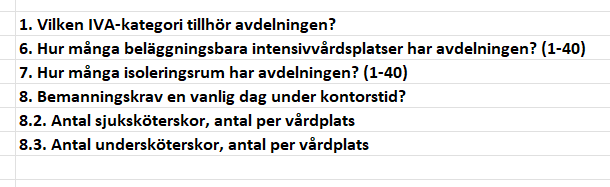 1. Vilken IVA-kategori tillhör avdelningen?
6. Hur många beläggningsbara intensivvårdsplatser har avdelningen? (1-40)
7. Hur många isoleringsrum har avdelningen? (1-40)
8. Bemanningskrav en vanlig dag under kontorstid?
8.2. Antal sjuksköterskor, antal per vårdplats
8.3. Antal undersköterskor, antal per vårdplats